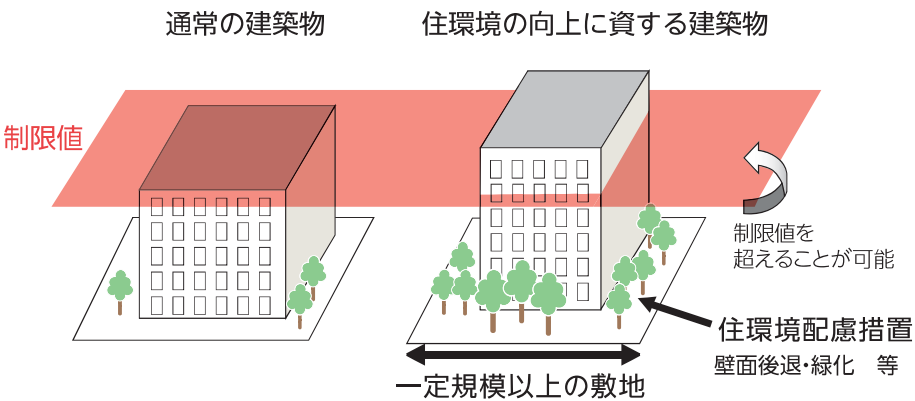 通常の建築物
住環境の向上に資する建築物
制限値
制限値を
超えることが可能
住環境配慮措置
壁面後退・緑化　等
一定規模以上の敷地